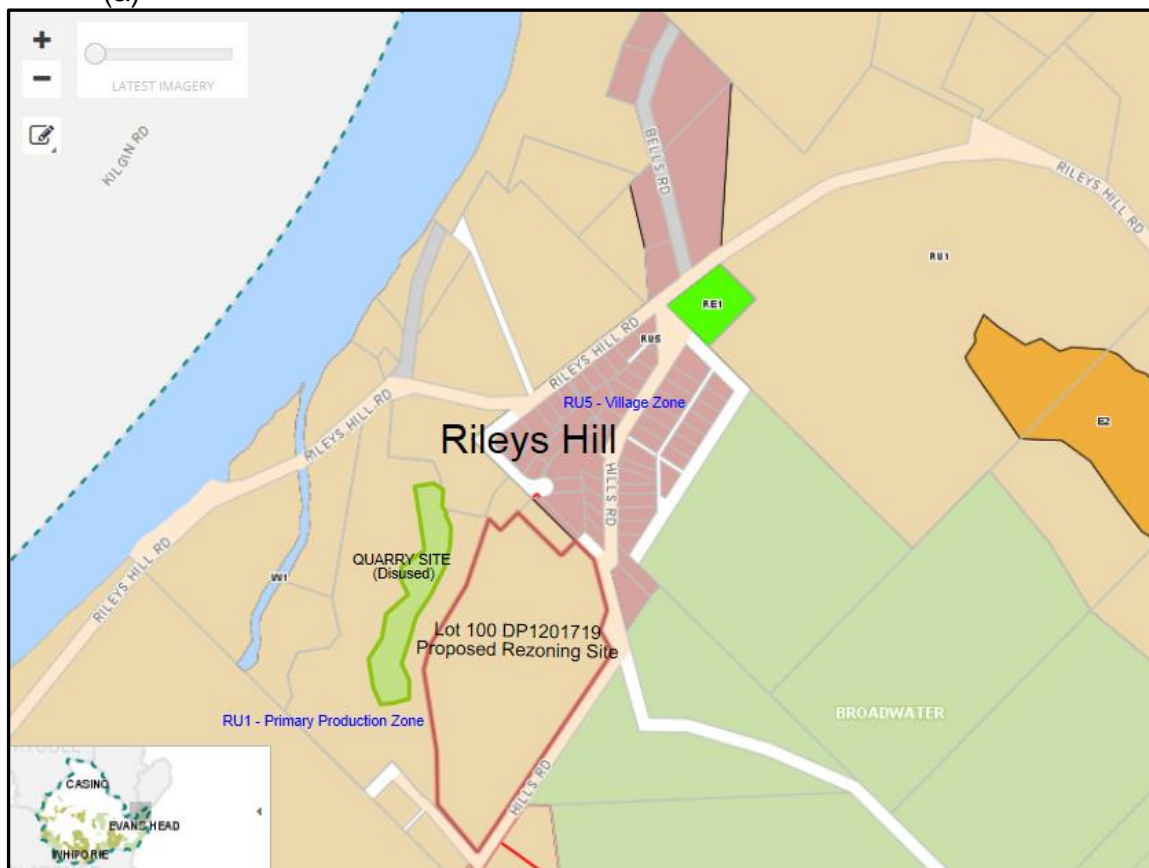 (a)
+
−
LATEST IMAGERY
KILGIN RD
BELLS RD
RILEYS HILL RD
RU1
RE1
RILEYS HILL RD
RU5
RU5 - Village Zone
Rileys Hill
RILEYS HILL RD
HILLS RD
QUARRY SITE
(Disused)
W1
E2
RILEYS HILL RD
Lot 100 DP1201719
Proposed Rezoning Site
RU1 - Primary Production Zone
BROADWATER
HILLS RD
CASINO
EVANS HEAD
WHIPORIE